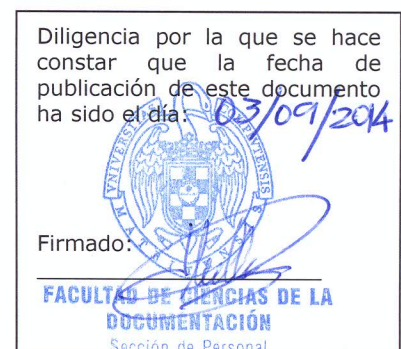 Diligencia por la que se hace
constar que la fecha de
publicación de este documento
ha sido el día: 03/09/2014
Firmado:
FACULTAD DE CIENCIAS DE LA
DOCUMENTACIÓN
Sección de Personal